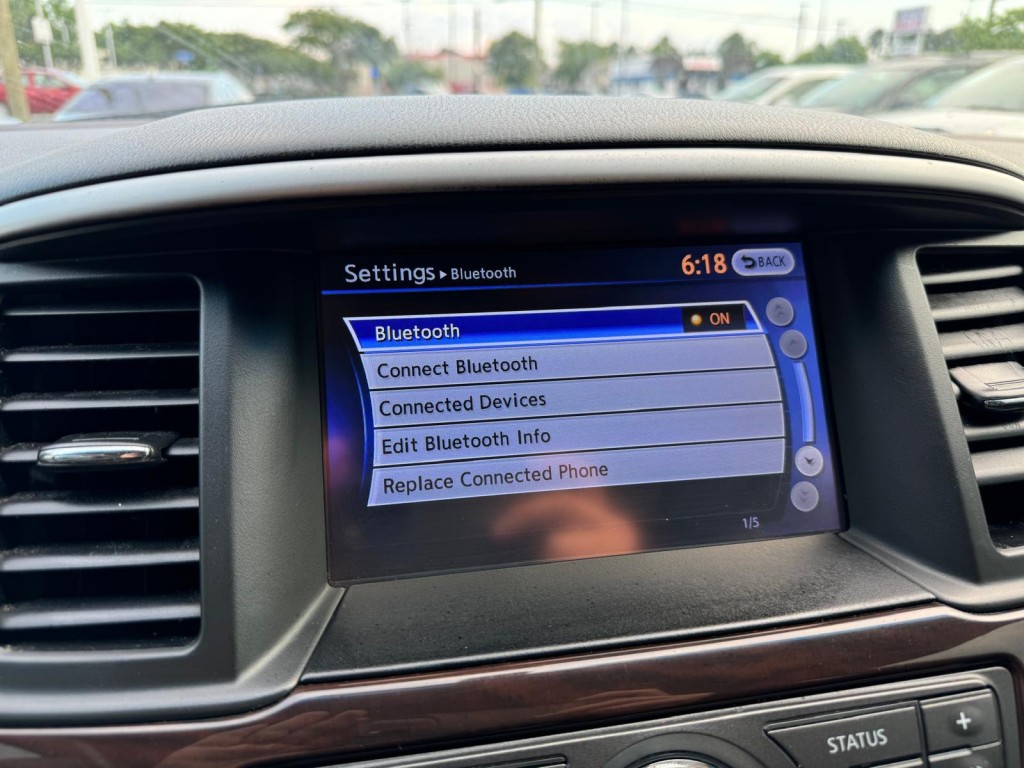 Settings ▸ Bluetooth 6:18 BACK
Bluetooth ON
Connect Bluetooth
Connected Devices
Edit Bluetooth Info
Replace Connected Phone
1/5
STATUS +